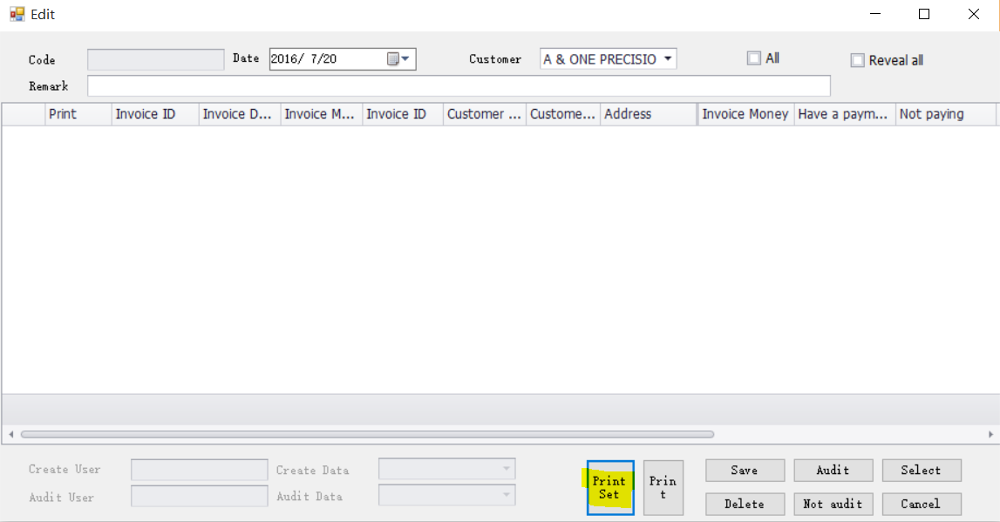 Edit
Code Date 2016/ 7/20 Customer A & ONE PRECISIO All Reveal all
Remark
Print Invoice ID Invoice D... Invoice M... Invoice ID Customer ... Custome... Address Invoice Money Have a paym... Not paying
Create User Create Data
Audit User Audit Data
Print
Set
Prin
t
Save Audit Select
Delete Not audit Cancel